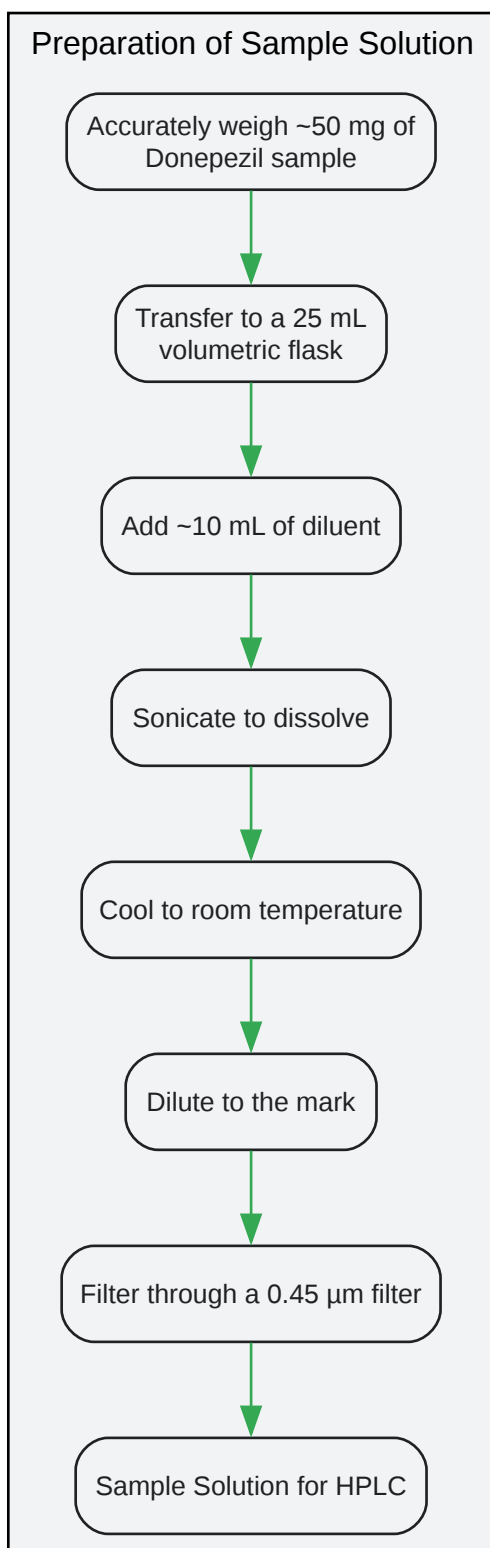 Preparation of Sample Solution
Accurately weigh ~50 mg of
Donepezil sample
Transfer to a 25 mL
volumetric flask
Add ~10 mL of diluent
Sonicate to dissolve
Cool to room temperature
Dilute to the mark
Filter through a 0.45 µm filter
Sample Solution for HPLC